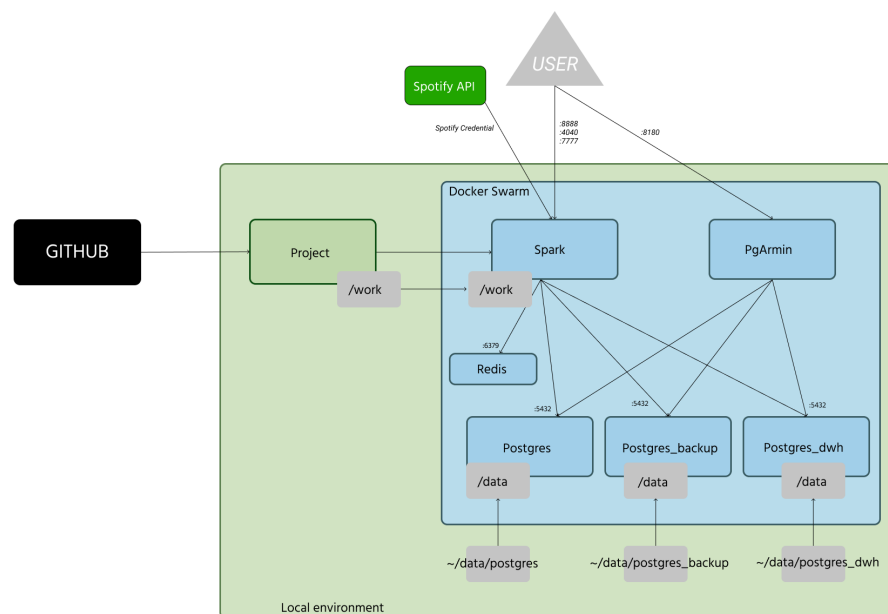 USER
Spotify API
Spotify Credential
:8888
:4040
:7777
:8180
Docker Swarm
GITHUB
Project
Spark
PgArmin
/work
/work
:6379
Redis
:5432
:5432
:5432
Postgres
Postgres_backup
Postgres_dwh
/data
/data
/data
~/data/postgres
~/data/postgres_backup
~/data/postgres_dwh
Local environment